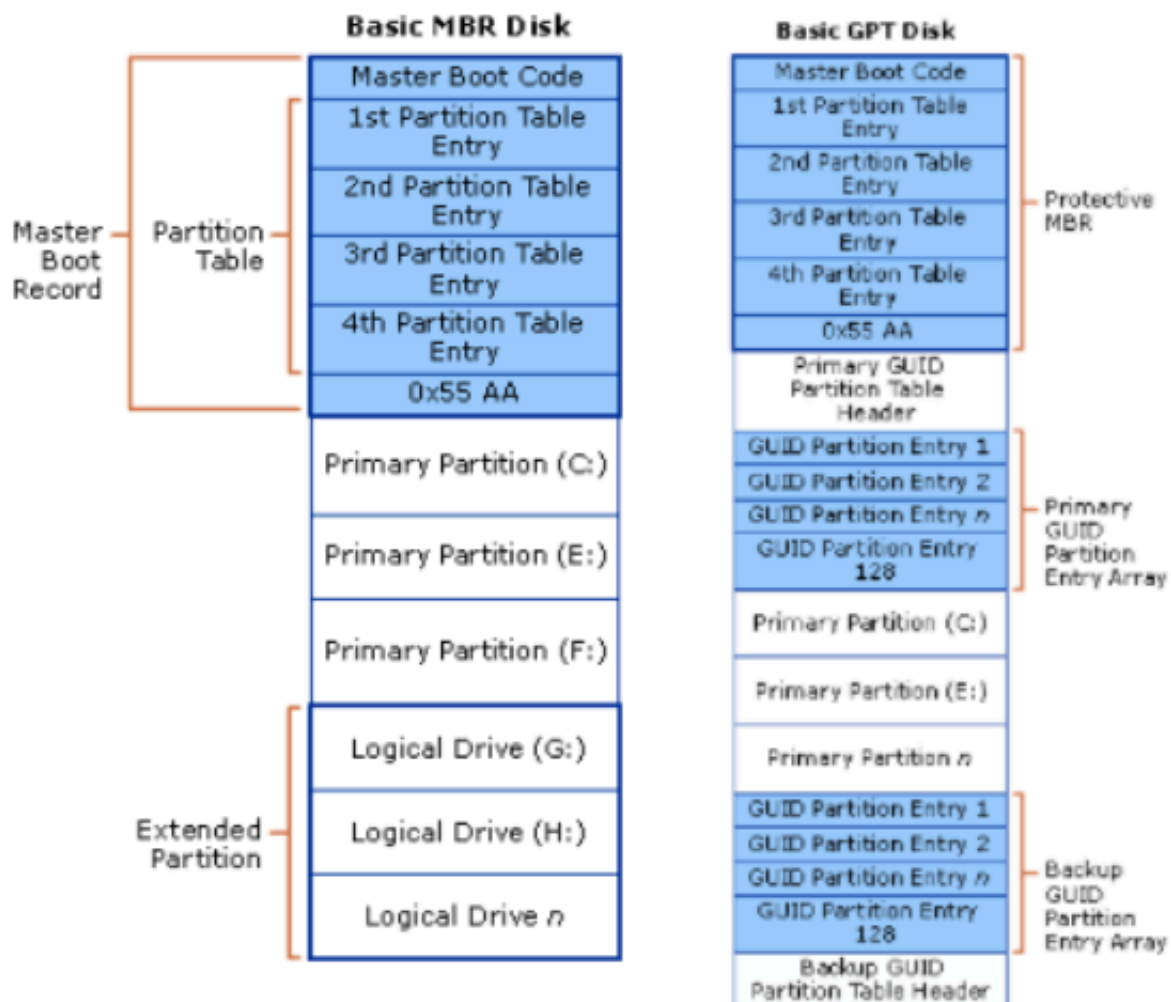 Basic MBR Disk
Master Boot Code
1st Partition Table
Entry
2nd Partition Table
Entry
3rd Partition Table
Entry
4th Partition Table
Entry
0x55 AA
Master
Boot
Record
Partition
Table
Primary Partition (C:)
Primary Partition (E:)
Primary Partition (F:)
Logical Drive (G:)
Logical Drive (H:)
Logical Drive n
Extended
Partition
Basic GPT Disk
Master Boot Code
1st Partition Table
Entry
2nd Partition Table
Entry
3rd Partition Table
Entry
4th Partition Table
Entry
0x55 AA
Protective
MBR
Primary GUID
Partition Table
Header
GUID Partition Entry 1
GUID Partition Entry 2
GUID Partition Entry n
GUID Partition Entry
128
Primary
GUID
Partition
Entry Array
Primary Partition (C:)
Primary Partition (E:)
Primary Partition n
GUID Partition Entry 1
GUID Partition Entry 2
GUID Partition Entry n
GUID Partition Entry
128
Backup
GUID
Partition
Entry Array
Backup GUID
Partition Table Header